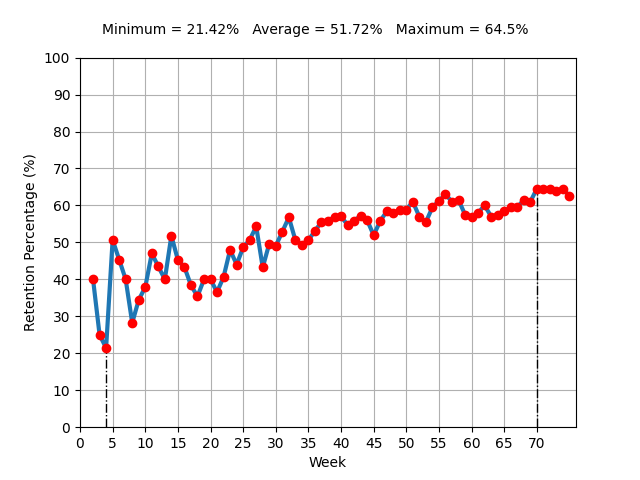 Minimum = 21.42%   Average = 51.72%   Maximum = 64.5%
100
90
80
70
60
50
40
30
20
10
0
Retention Percentage (%)
0 5 10 15 20 25 30 35 40 45 50 55 60 65 70
Week